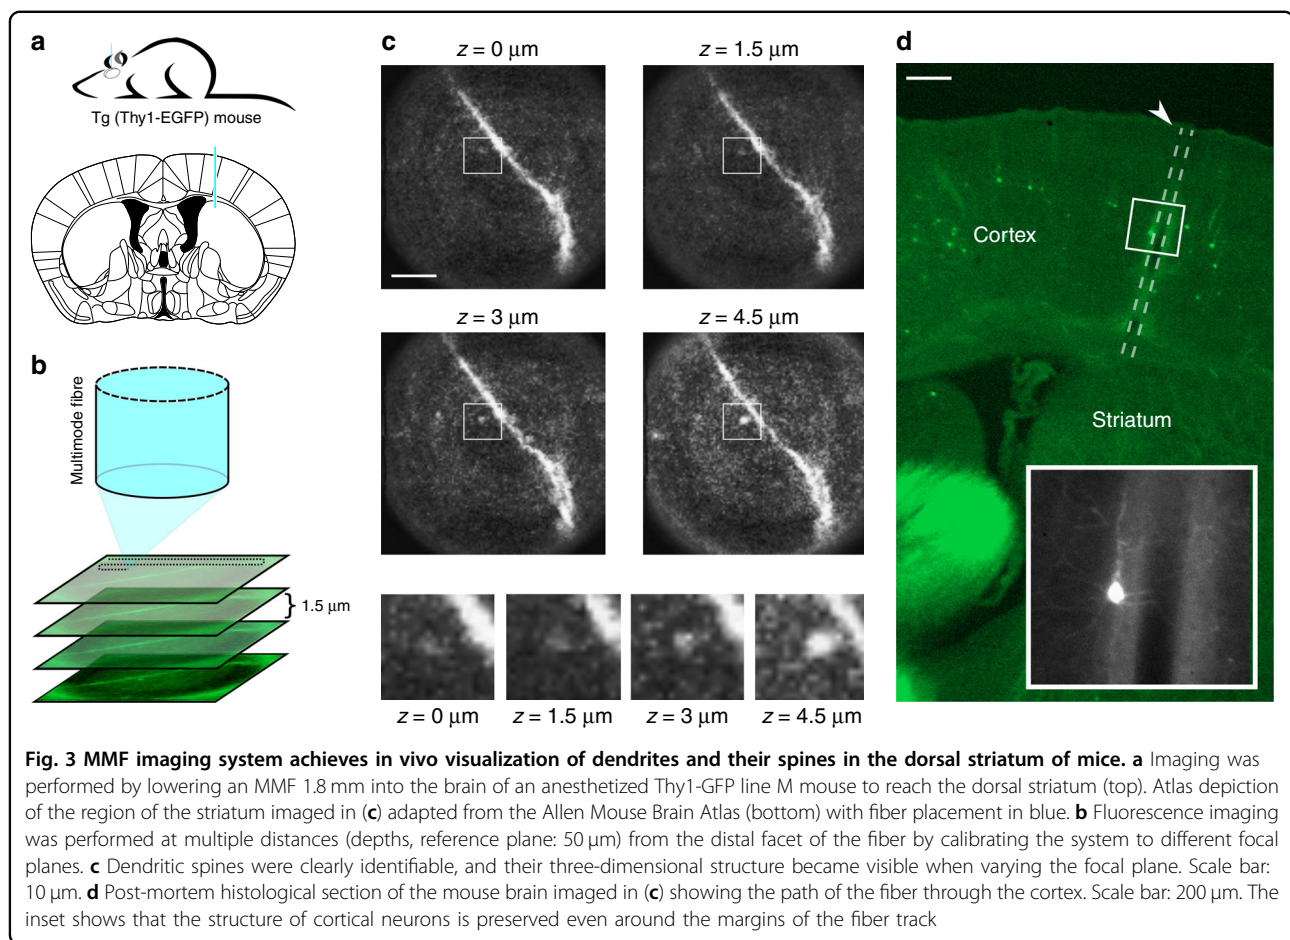 a
Tg (Thy1-EGFP) mouse
b
Multimode fibre
1.5 μm
c
z = 0 μm
z = 1.5 μm
z = 3 μm
z = 4.5 μm
z = 0 μm
z = 1.5 μm
z = 3 μm
z = 4.5 μm
d
Cortex
Striatum
Fig. 3 MMF imaging system achieves in vivo visualization of dendrites and their spines in the dorsal striatum of mice. a Imaging was
performed by lowering an MMF 1.8 mm into the brain of an anesthetized Thy1-GFP line M mouse to reach the dorsal striatum (top). Atlas depiction
of the region of the striatum imaged in (c) adapted from the Allen Mouse Brain Atlas (bottom) with fiber placement in blue. b Fluorescence imaging
was performed at multiple distances (depths, reference plane: 50 μm) from the distal facet of the fiber by calibrating the system to different focal
planes. c Dendritic spines were clearly identifiable, and their three-dimensional structure became visible when varying the focal plane. Scale bar:
10 μm. d Post-mortem histological section of the mouse brain imaged in (c) showing the path of the fiber through the cortex. Scale bar: 200 μm. The
inset shows that the structure of cortical neurons is preserved even around the margins of the fiber track